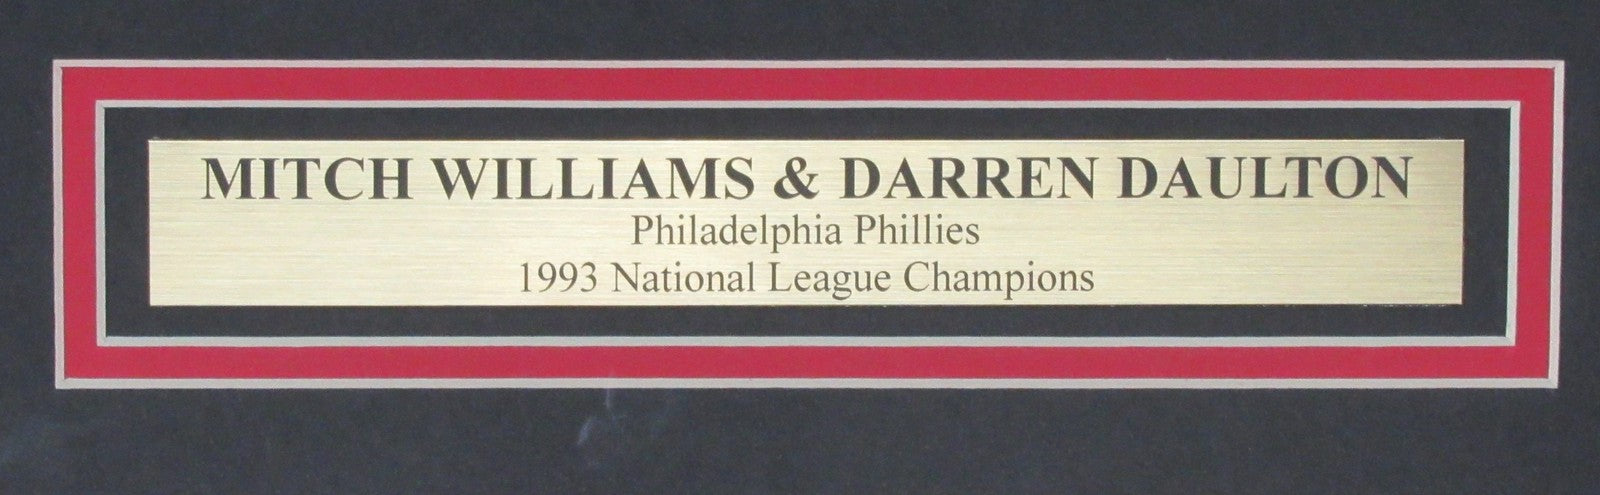 MITCH WILLIAMS & DARREN DAULTON
Philadelphia Phillies
1993 National League Champions